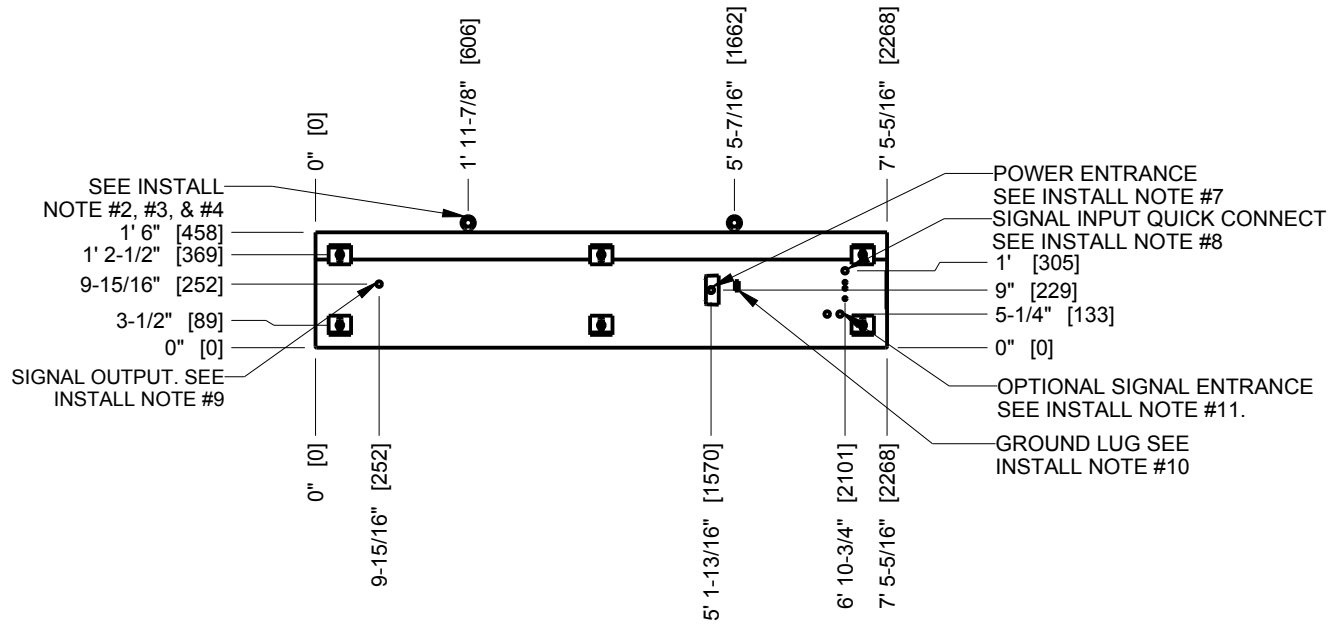 0" [0]
1' 11-7/8" [606]
5' 5-7/16" [1662]
7' 5-5/16" [2268]
SEE INSTALL
NOTE #2, #3, & #4
1' 6" [458]
1' 2-1/2" [369]
9-15/16" [252]
3-1/2" [89]
0" [0]
SIGNAL OUTPUT. SEE
INSTALL NOTE #9
POWER ENTRANCE
SEE INSTALL NOTE #7
SIGNAL INPUT QUICK CONNECT
SEE INSTALL NOTE #8
1' [305]
9" [229]
5-1/4" [133]
0" [0]
OPTIONAL SIGNAL ENTRANCE
SEE INSTALL NOTE #11.
GROUND LUG SEE
INSTALL NOTE #10
0" [0]
9-15/16" [252]
5' 1-13/16" [1570]
6' 10-3/4" [2101]
7' 5-5/16" [2268]